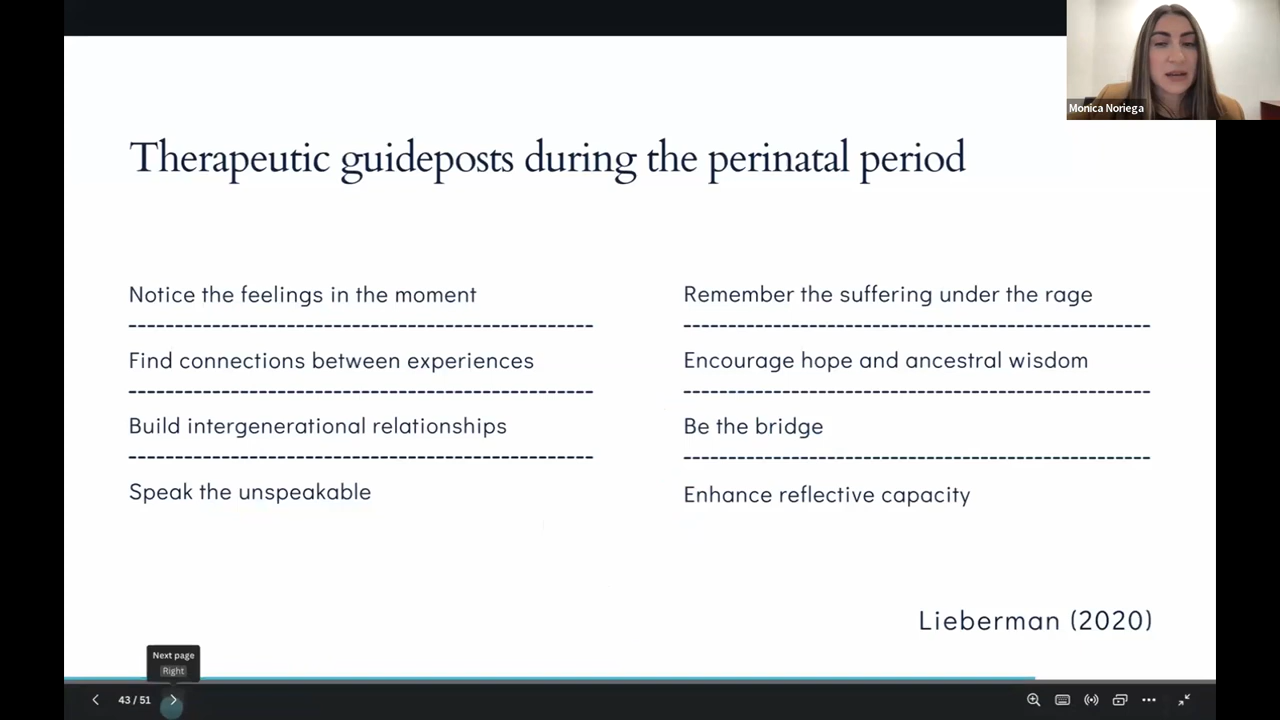 Monica Noriega
Therapeutic guideposts during the perinatal period
Notice the feelings in the moment
Find connections between experiences
Build intergenerational relationships
Speak the unspeakable
Remember the suffering under the rage
Encourage hope and ancestral wisdom
Be the bridge
Enhance reflective capacity
Lieberman (2020)
Next page
Right
43 / 51